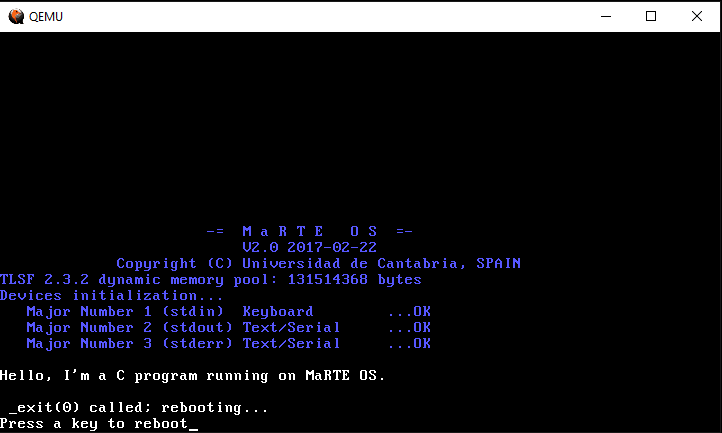 QEMU
-= M a R T E  O S =-
V2.0 2017-02-22
Copyright (C) Universidad de Cantabria, SPAIN
TLSF 2.3.2 dynamic memory pool: 131514368 bytes
Devices initialization...
Major Number 1 (stdin) Keyboard ...OK
Major Number 2 (stdout) Text/Serial ...OK
Major Number 3 (stderr) Text/Serial ...OK
Hello, I'm a C program running on MaRTE OS.
_exit(0) called; rebooting...
Press a key to reboot_